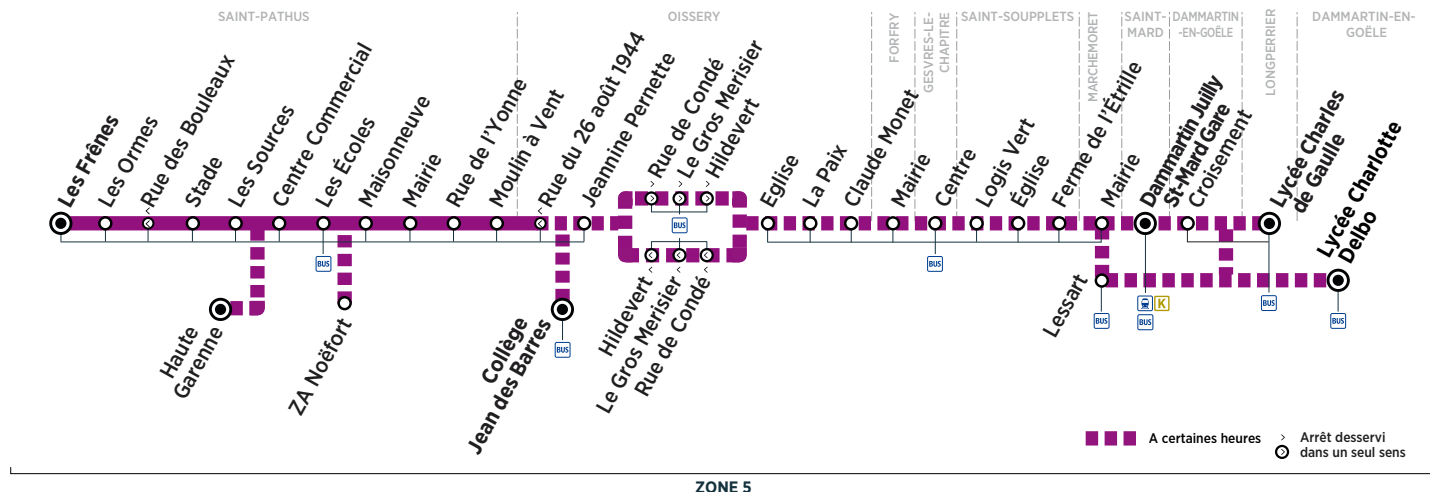 SAINT-PATHUS
OISSERY
FORFRY
GESVRES-LE-
CHAPITRE
SAINT-SOUPPLETS
MARCHEMORET
SAINT-
MARD
DAMMARTIN
-EN-GOËLE
LONGPERRIER
DAMMARTIN-EN-
GOËLE
Les Frênes
Les Ormes
Rue des Bouleaux
Stade
Les Sources
Centre Commercial
Les Écoles
Maisonneuve
Mairie
Rue de l'Yonne
Moulin à Vent
Rue du 26 août 1944
Jeannine Pernette
Rue de Condé
Le Gros Merisier
Hildevert
Eglise
La Paix
Claude Monet
Mairie
Centre
Logis Vert
Église
Ferme de l'Étrille
Mairie
Dammartin Juilly
St-Mard Gare
Croisement
Lycée Charles
de Gaulle
Lycée Charlotte
Delbo
BUS
BUS
BUS
Haute
Garenne
ZA Noëfort
Collège
Jean des Barres
BUS
Hildevert
Le Gros Merisier
Rue de Condé
Lessart
BUS
K
BUS
BUS
BUS
A certaines heures
Arrêt desservi
dans un seul sens
ZONE 5